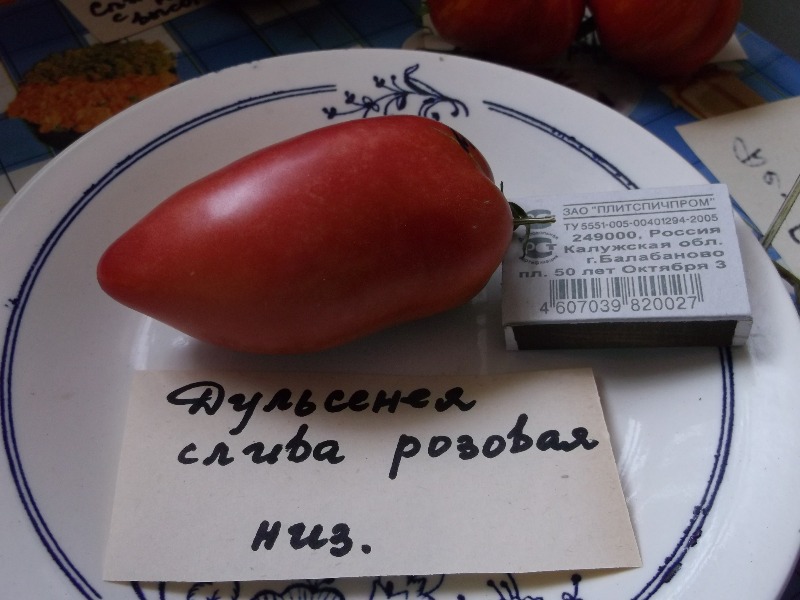 ЗАО "ПЛИТСПИЧПРОМ"
ТУ 5551-005-00401294-2005
249000, Россия
Калужская обл.
г.Балабаново
пл. 50 лет Октября 3
4 607039 820027
Дульсенея
слива розовая
низ.